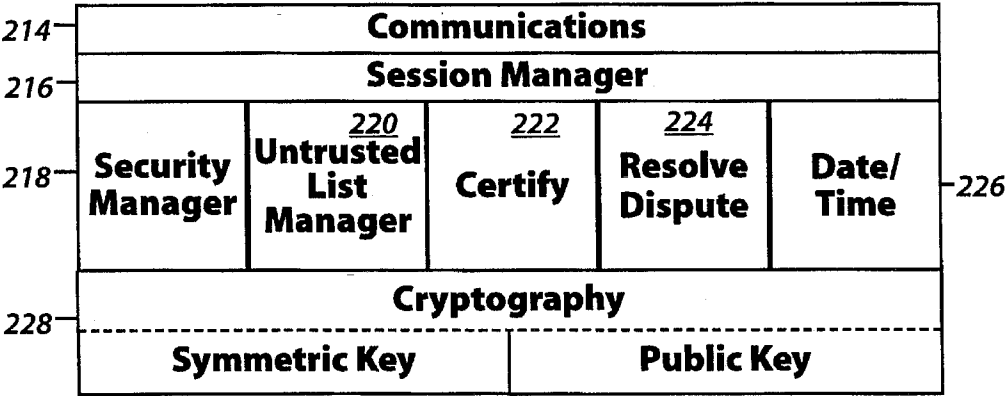 214
Communications
216
Session Manager
218
Security
Manager
220
Untrusted
List
Manager
222
Certify
224
Resolve
Dispute
Date/
Time
226
228
Cryptography
Symmetric Key
Public Key